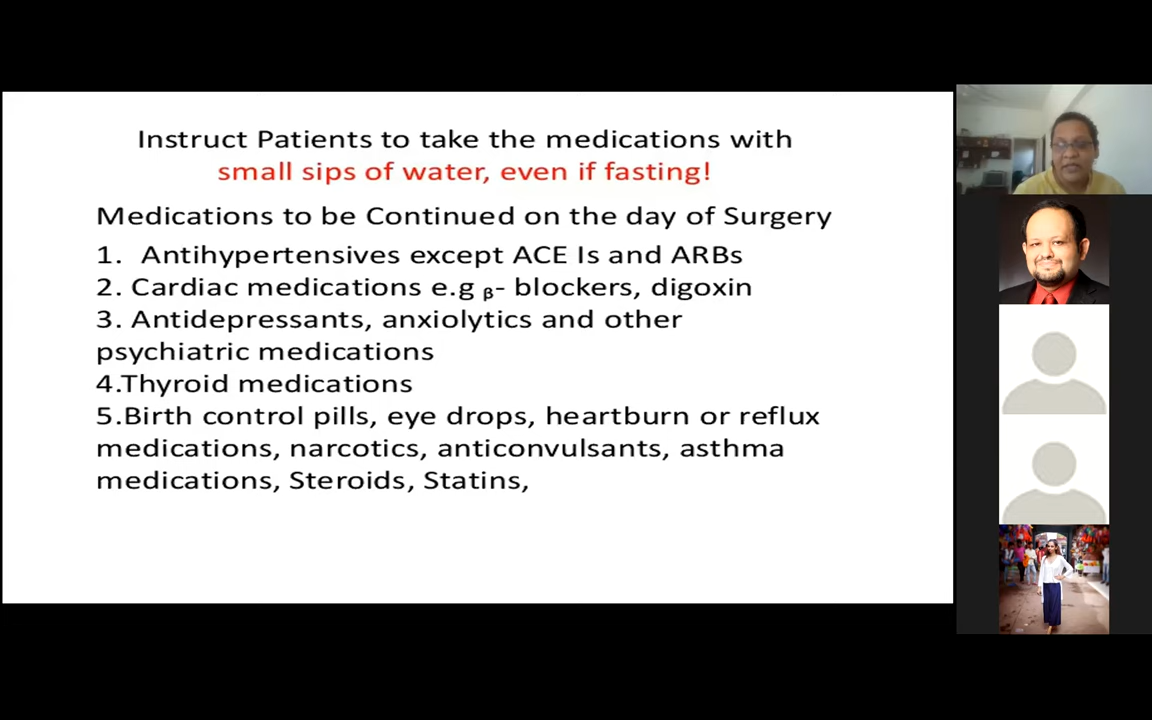 Instruct Patients to take the medications with
small sips of water, even if fasting!
Medications to be Continued on the day of Surgery
1.  Antihypertensives except ACE Is and ARBs
2. Cardiac medications e.g β- blockers, digoxin
3. Antidepressants, anxiolytics and other
psychiatric medications
4.Thyroid medications
5.Birth control pills, eye drops, heartburn or reflux
medications, narcotics, anticonvulsants, asthma
medications, Steroids, Statins,